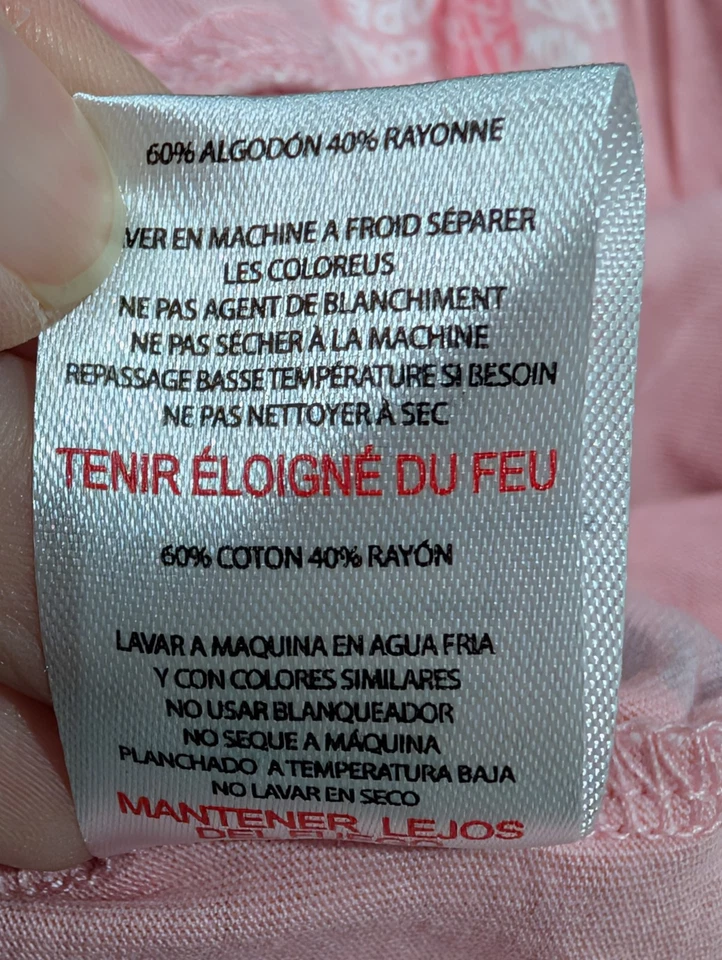 60% ALGODÓN 40% RAYONNE
VER EN MACHINE A FROID SÉPARER
LES COLOREUS
NE PAS AGENT DE BLANCHIMENT
NE PAS SÉCHER À LA MACHINE
REPASSAGE BASSE TEMPÉRATURE SI BESOIN
NE PAS NETTOYER À SEC
TENIR ÉLOIGNÉ DU FEU
60% COTON 40% RAYÓN
LAVAR A MAQUINA EN AGUA FRIA
Y CON COLORES SIMILARES
NO USAR BLANQUEADOR
NO SEQUE A MÁQUINA
PLANCHADO A TEMPERATURA BAJA
NO LAVAR EN SECO
MANTENER LEJOS
DEL FUEGO